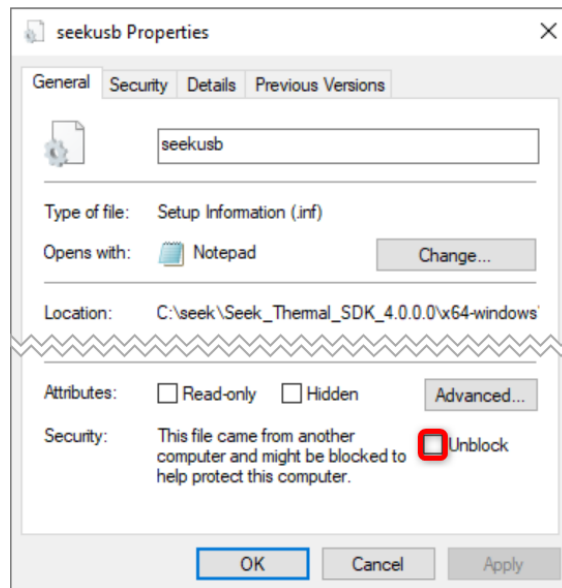 seekusb Properties
General Security Details Previous Versions
seekusb
Type of file: Setup Information (.inf)
Opens with: Notepad Change...
Location: C:\seek\Seek_Thermal_SDK_4.0.0.0\x64-windows\
Attributes: Read-only Hidden Advanced...
Security: This file came from another
computer and might be blocked to
help protect this computer.
Unblock
OK Cancel Apply